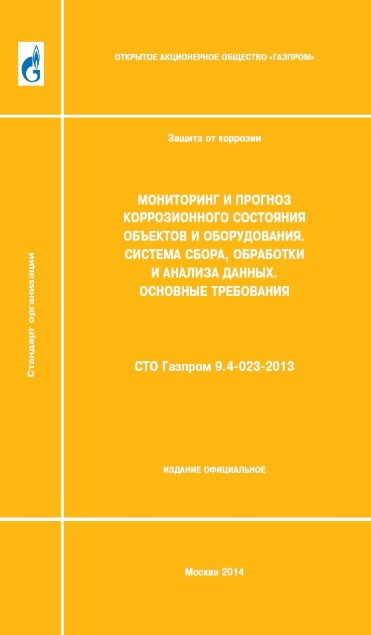 ОТКРЫТОЕ АКЦИОНЕРНОЕ ОБЩЕСТВО «ГАЗПРОМ»
Защита от коррозии
МОНИТОРИНГ И ПРОГНОЗ
КОРРОЗИОННОГО СОСТОЯНИЯ
ОБЪЕКТОВ И ОБОРУДОВАНИЯ.
СИСТЕМА СБОРА, ОБРАБОТКИ
И АНАЛИЗА ДАННЫХ.
ОСНОВНЫЕ ТРЕБОВАНИЯ
Стандарт организации
СТО Газпром 9.4-023-2013
ИЗДАНИЕ ОФИЦИАЛЬНОЕ
Москва 2014